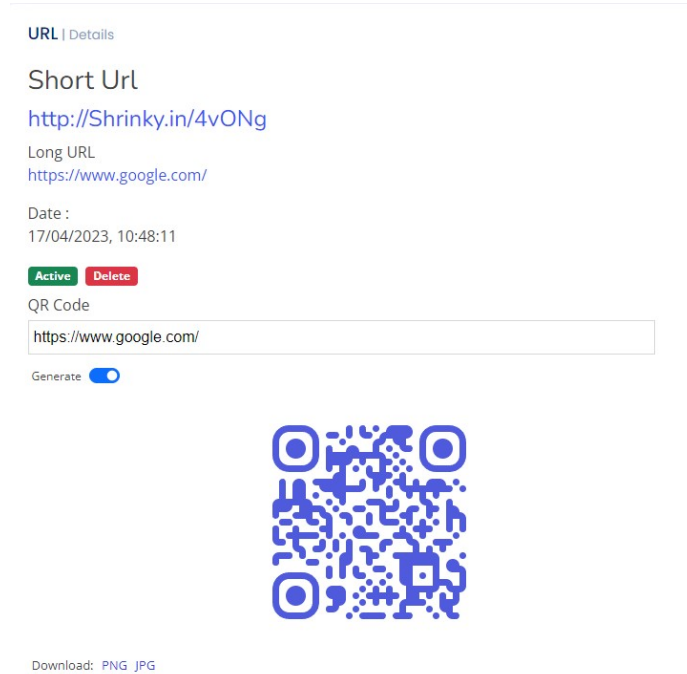 URL | Details
Short Url
http://Shrinky.in/4vONg
Long URL
https://www.google.com/
Date :
17/04/2023, 10:48:11
Active Delete
QR Code
https://www.google.com/
Generate
Download: PNG JPG